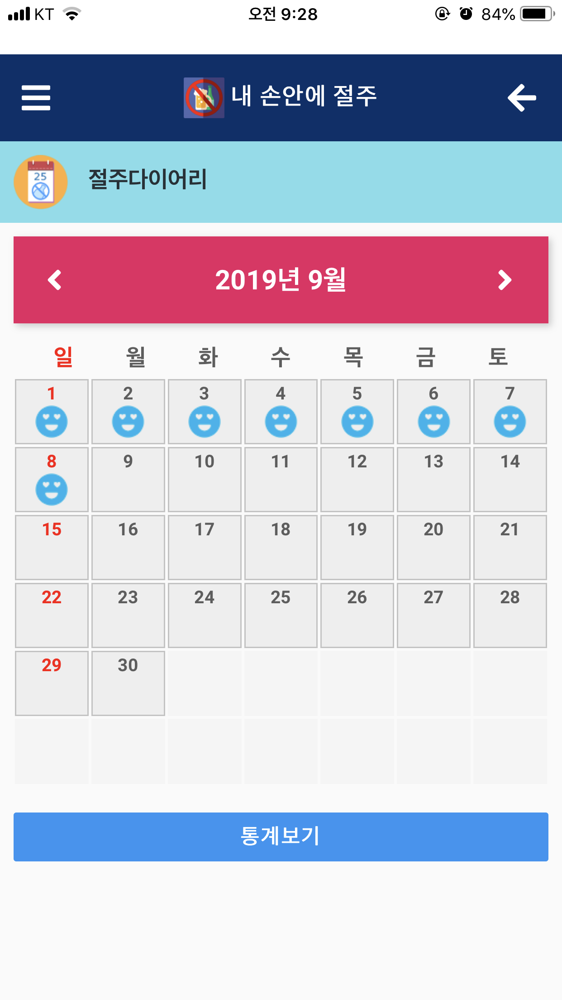 KT 오전 9:28 84%
내 손안에 절주
25
절주다이어리
2019년 9월
일 월 화 수 목 금 토
1 2 3 4 5 6 7
8 9 10 11 12 13 14
15 16 17 18 19 20 21
22 23 24 25 26 27 28
29 30
통계보기